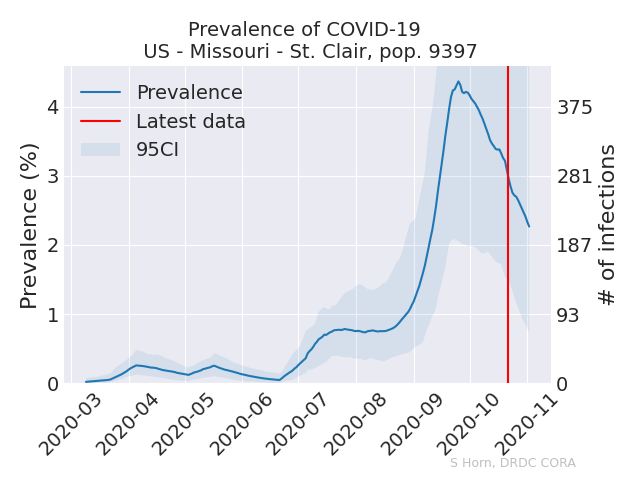 Prevalence of COVID-19
US - Missouri - St. Clair, pop. 9397
Prevalence
Latest data
95CI
Prevalence (%)
4
3
2
1
0
375
281
187
93
0
# of infections
2020-03
2020-04
2020-05
2020-06
2020-07
2020-08
2020-09
2020-10
2020-11
S Horn, DRDC CORA